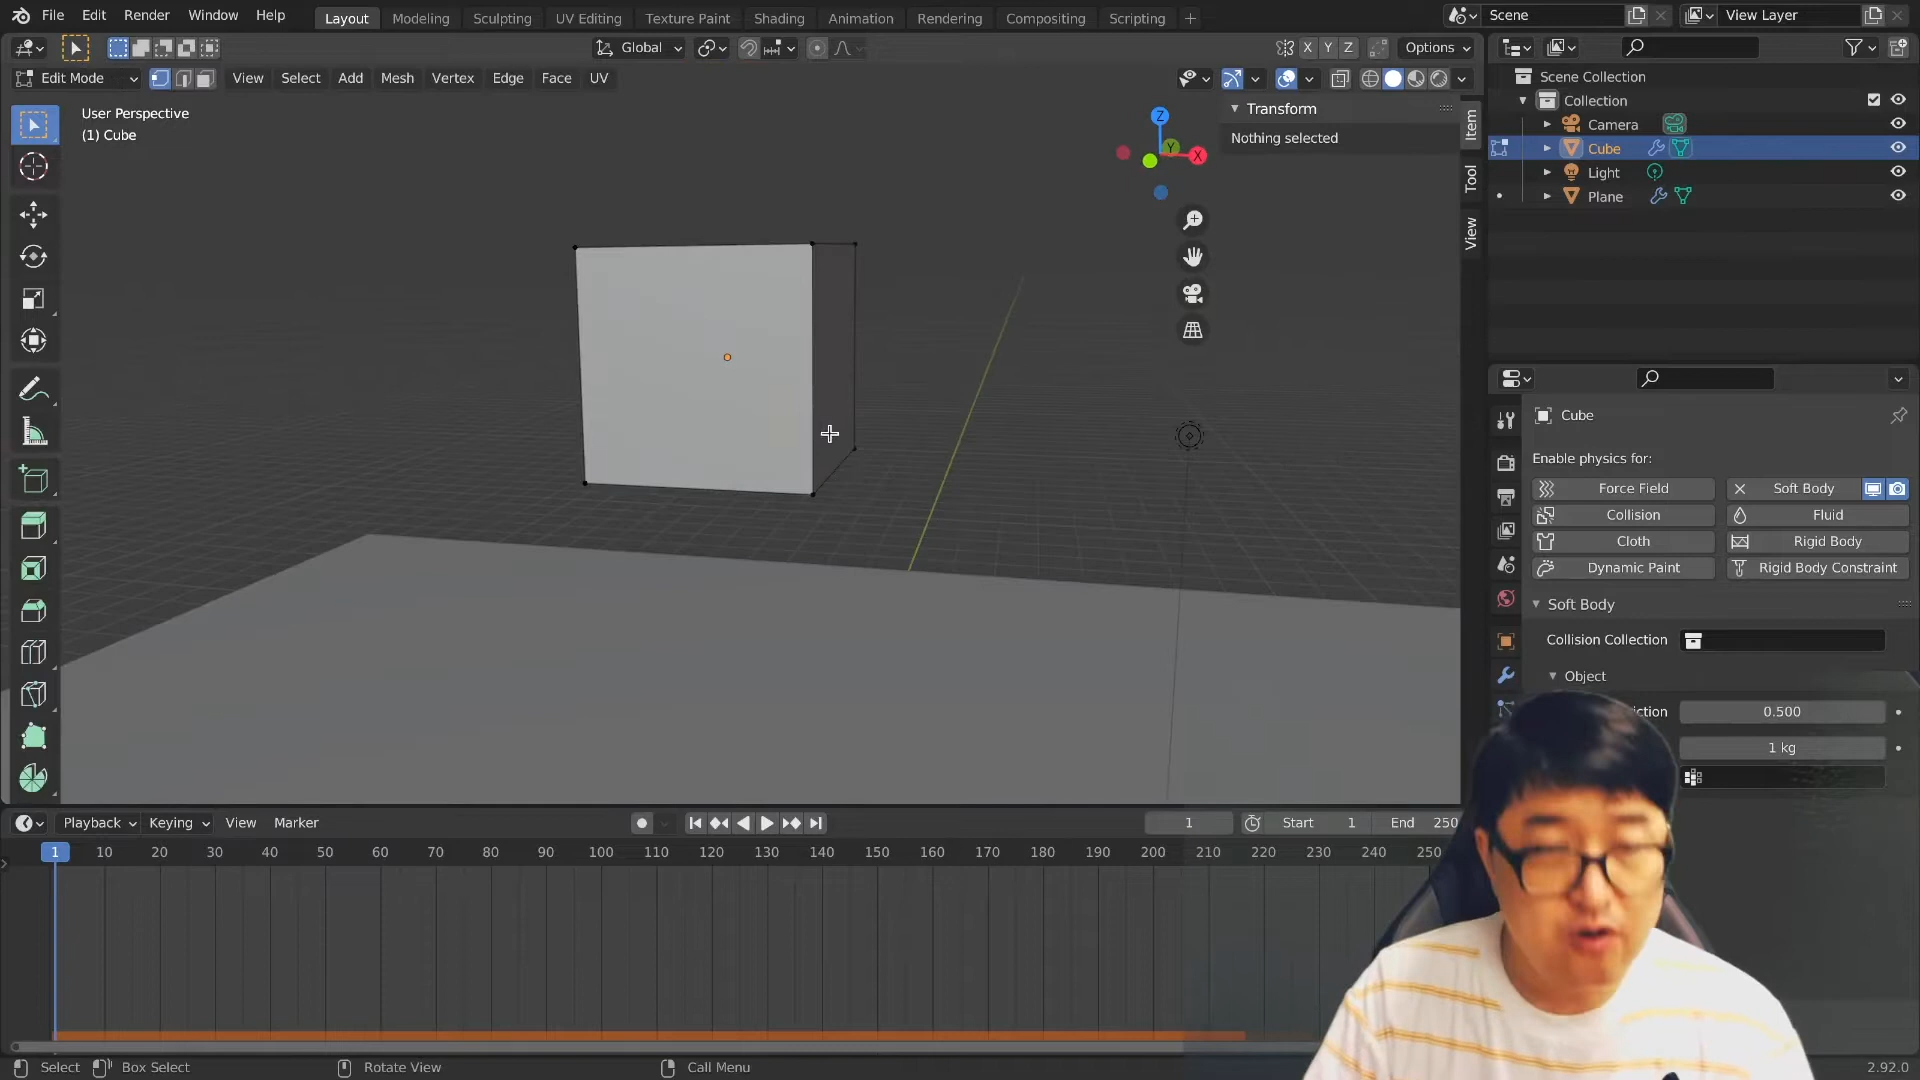 File Edit Render Window Help Layout Modeling Sculpting UV Editing Texture Paint Shading Animation Rendering Compositing Scripting Scene View Layer
Global X Y Z Options
Edit Mode View Select Add Mesh Vertex Edge Face UV
User Perspective
(1) Cube
Transform
Nothing selected
Item
Tool
View
Z
Y
X
Scene Collection
Collection
Camera
Cube
Light
Plane
Cube
Enable physics for:
Force Field Soft Body
Collision Fluid
Cloth Rigid Body
Dynamic Paint Rigid Body Constraint
Soft Body
Collision Collection
Object
0.500
1 kg
Playback Keying View Marker 1 Start 1 End 250
1 10 20 30 40 50 60 70 80 90 100 110 120 130 140 150 160 170 180 190 200 210 220 230 240 250
Select Box Select Rotate View Call Menu 2.92.0